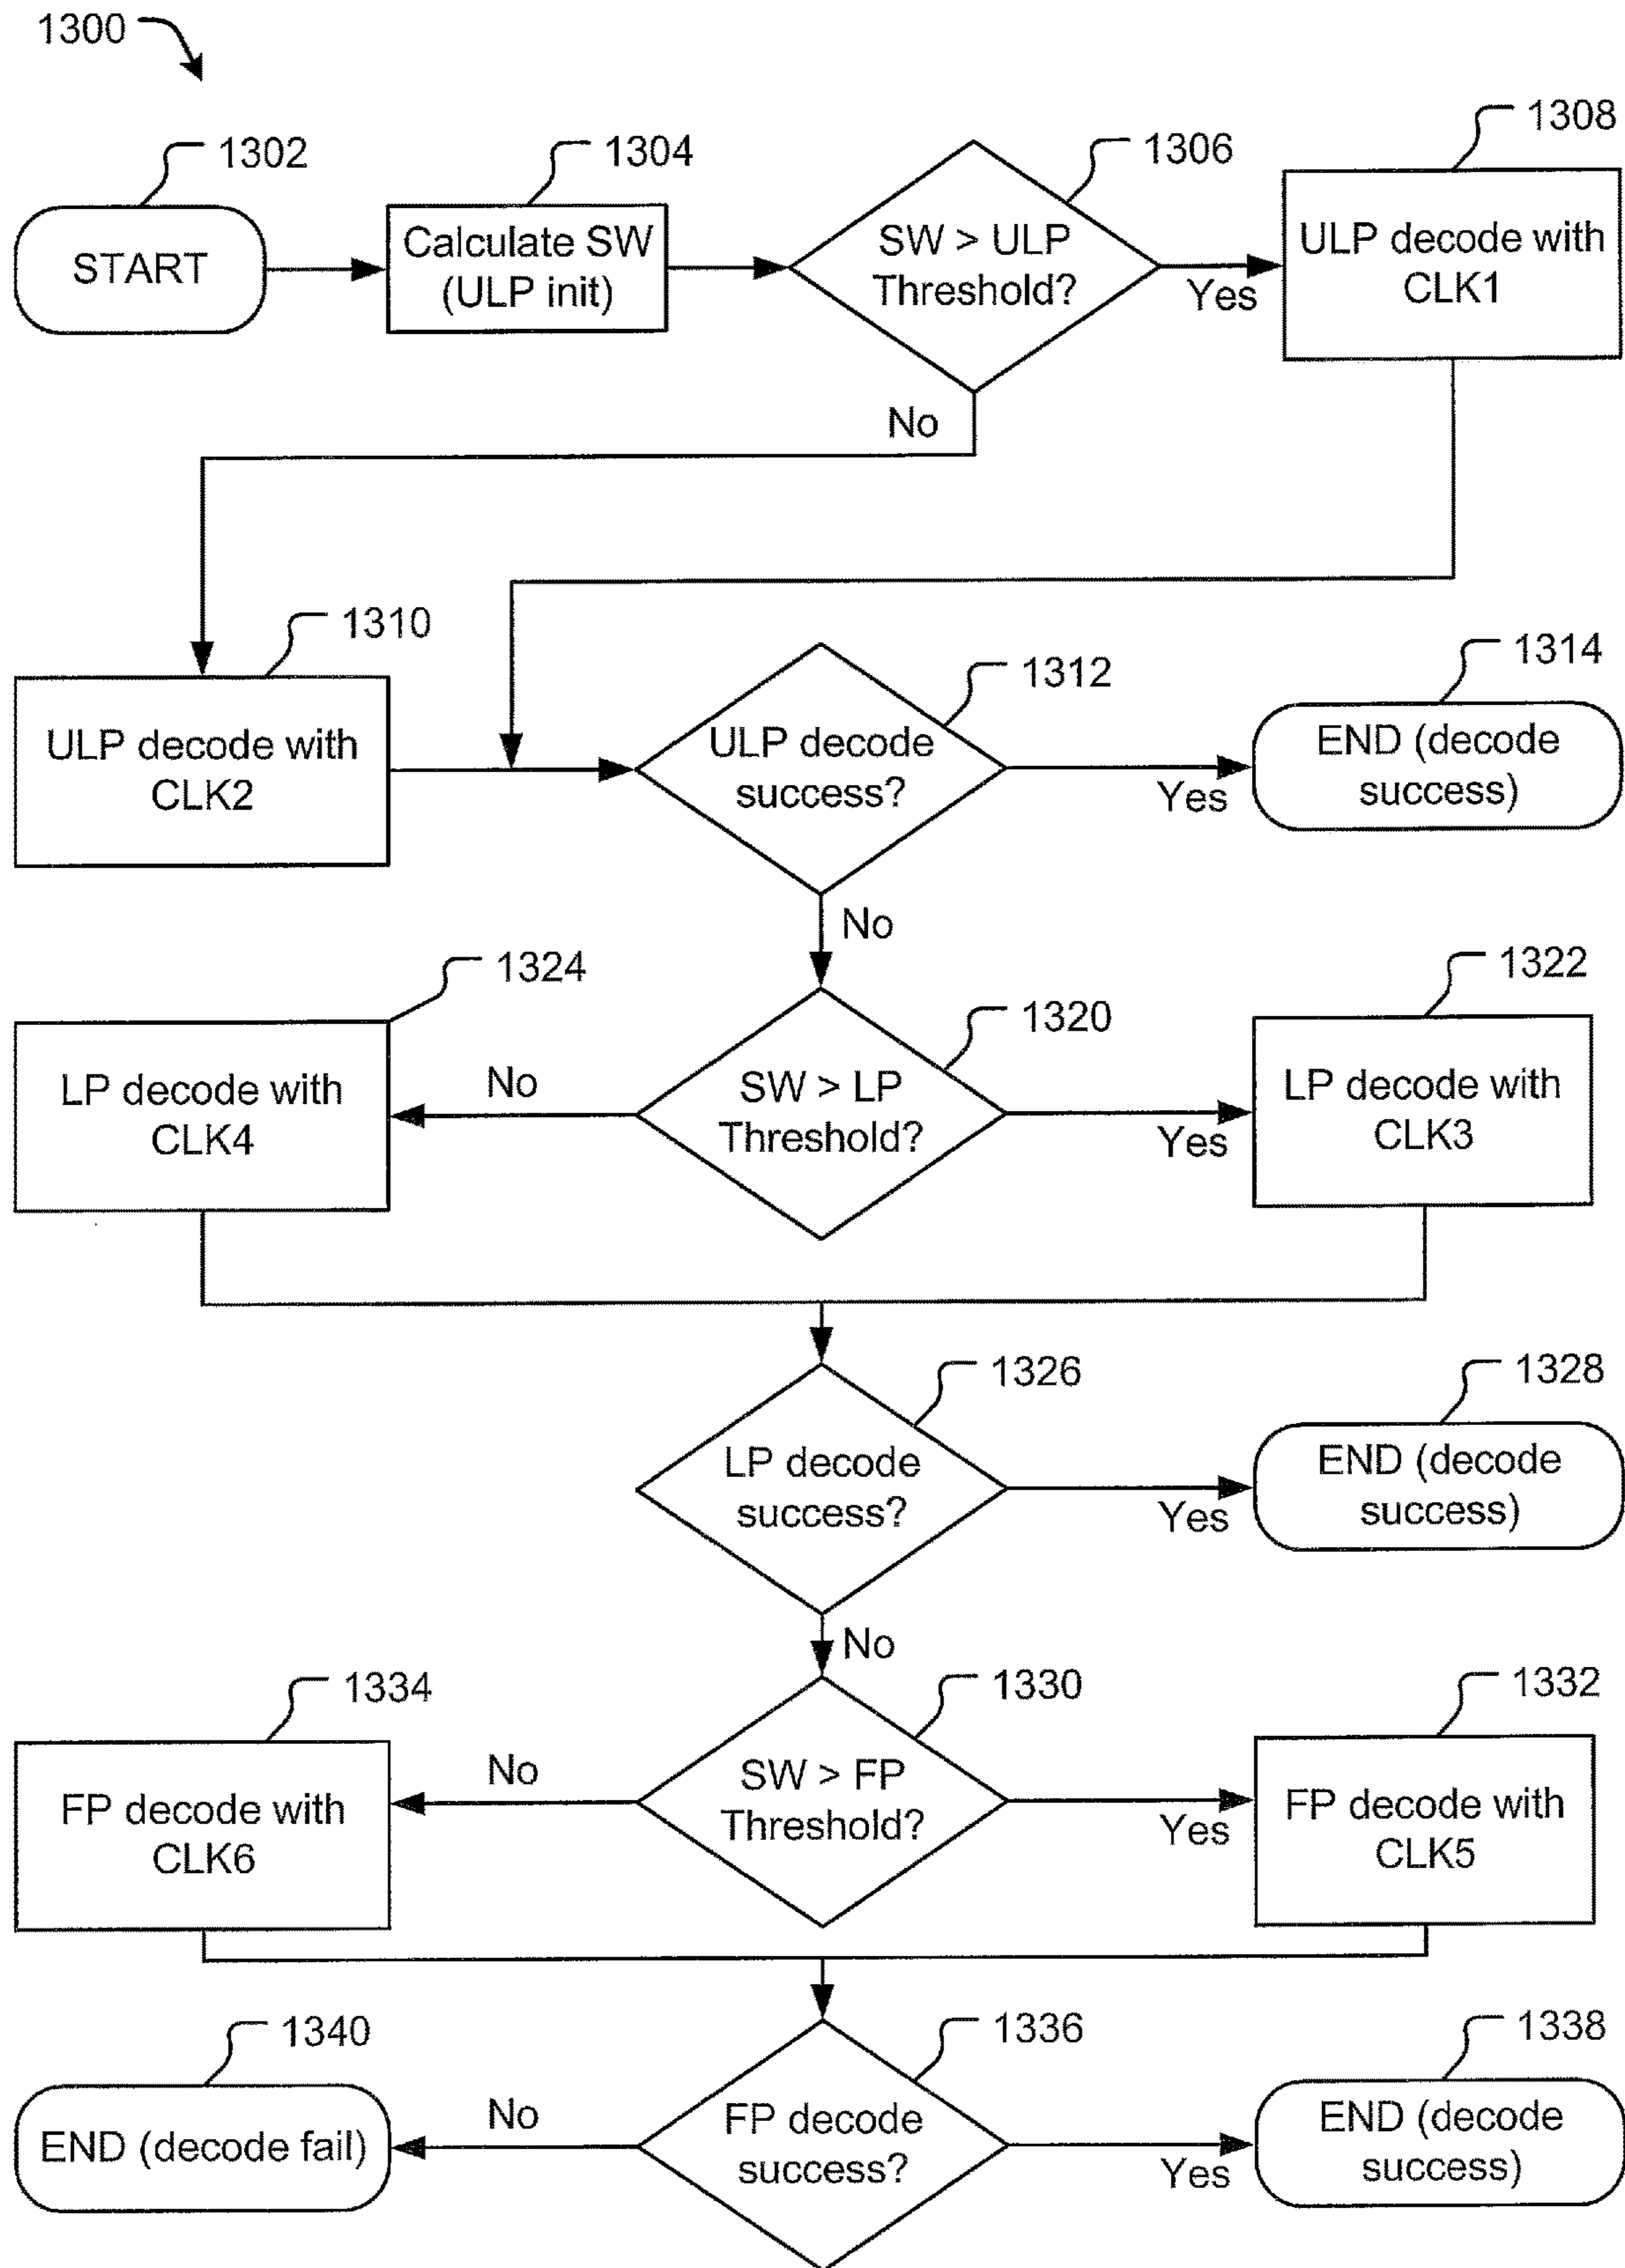 1300
1302
START
1304
Calculate SW
(ULP init)
1306
SW > ULP
Threshold?
Yes
No
1308
ULP decode with
CLK1
1310
ULP decode with
CLK2
1312
ULP decode
success?
Yes
No
1314
END (decode
success)
1324
LP decode with
CLK4
No
1320
SW > LP
Threshold?
Yes
1322
LP decode with
CLK3
1326
LP decode
success?
Yes
No
1328
END (decode
success)
1334
FP decode with
CLK6
No
1330
SW > FP
Threshold?
Yes
1332
FP decode with
CLK5
1340
END (decode fail)
No
1336
FP decode
success?
Yes
1338
END (decode
success)